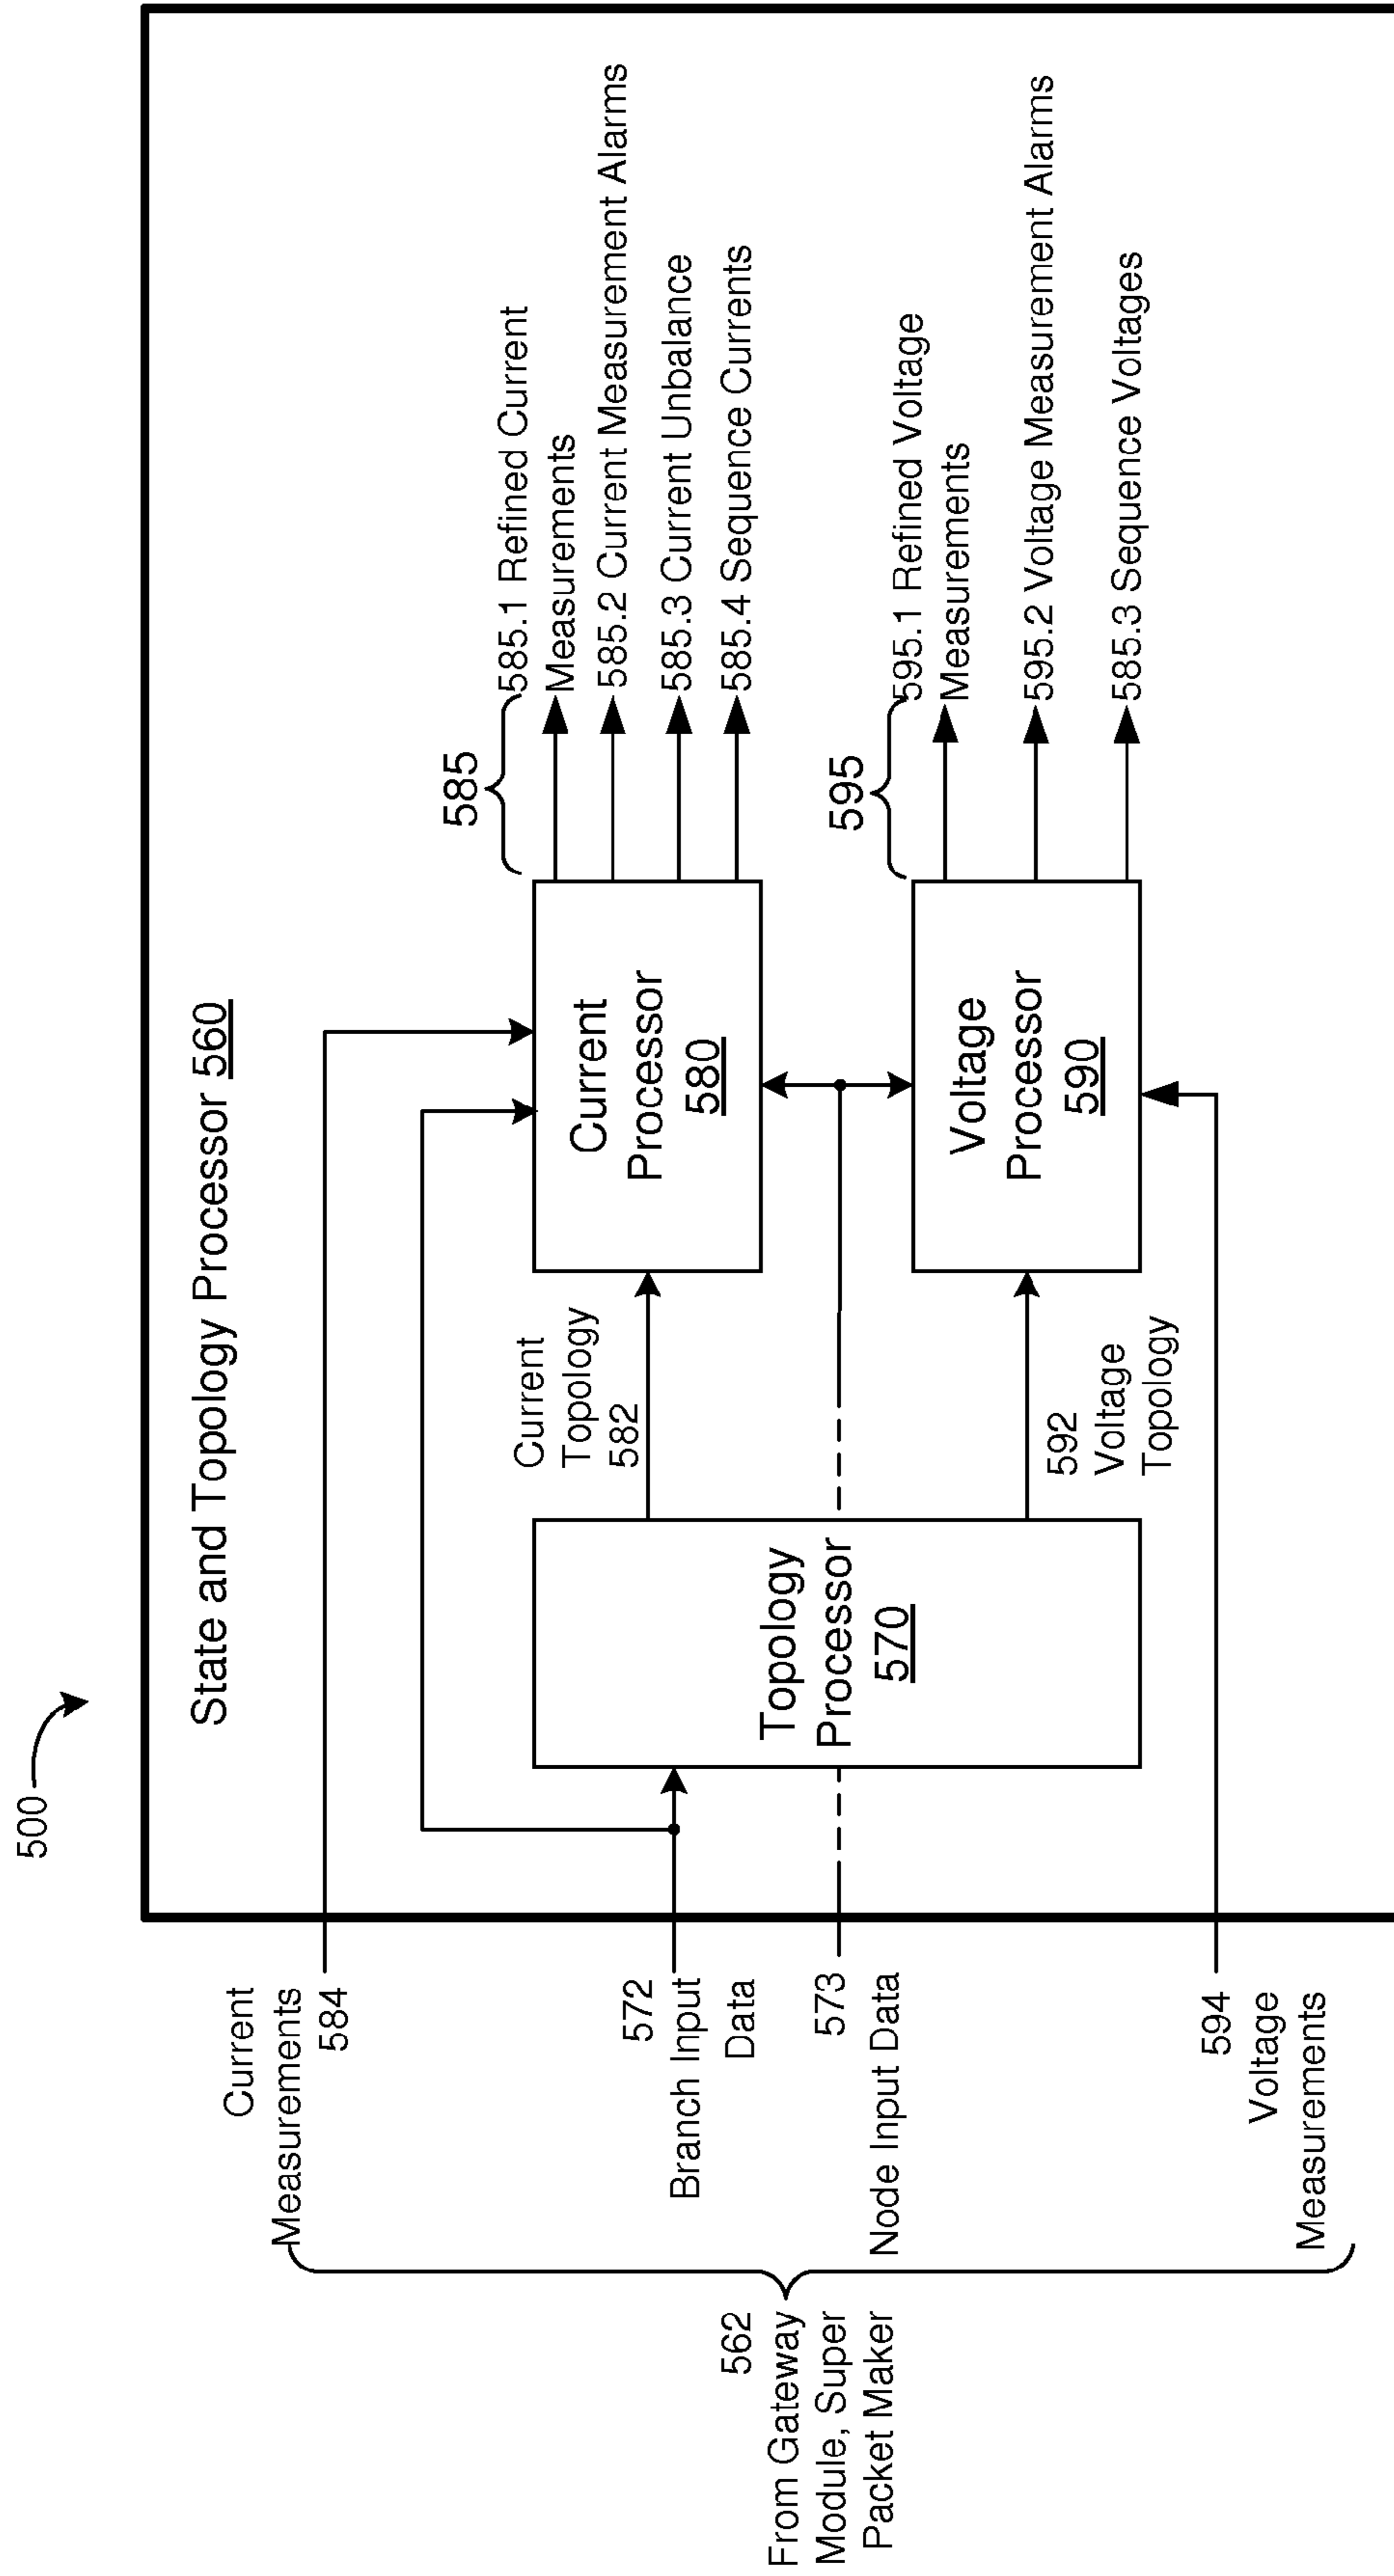 500
State and Topology Processor 560
Current
Measurements
584
572
Branch Input
Data
573
Node Input Data
594
Voltage
Measurements
562
From Gateway
Module, Super
Packet Maker
Topology
Processor
570
Current
Topology
582
592
Voltage
Topology
Current
Processor
580
Voltage
Processor
590
585
585.1 Refined Current
Measurements
585.2 Current Measurement Alarms
585.3 Current Unbalance
585.4 Sequence Currents
595
595.1 Refined Voltage
Measurements
595.2 Voltage Measurement Alarms
585.3 Sequence Voltages